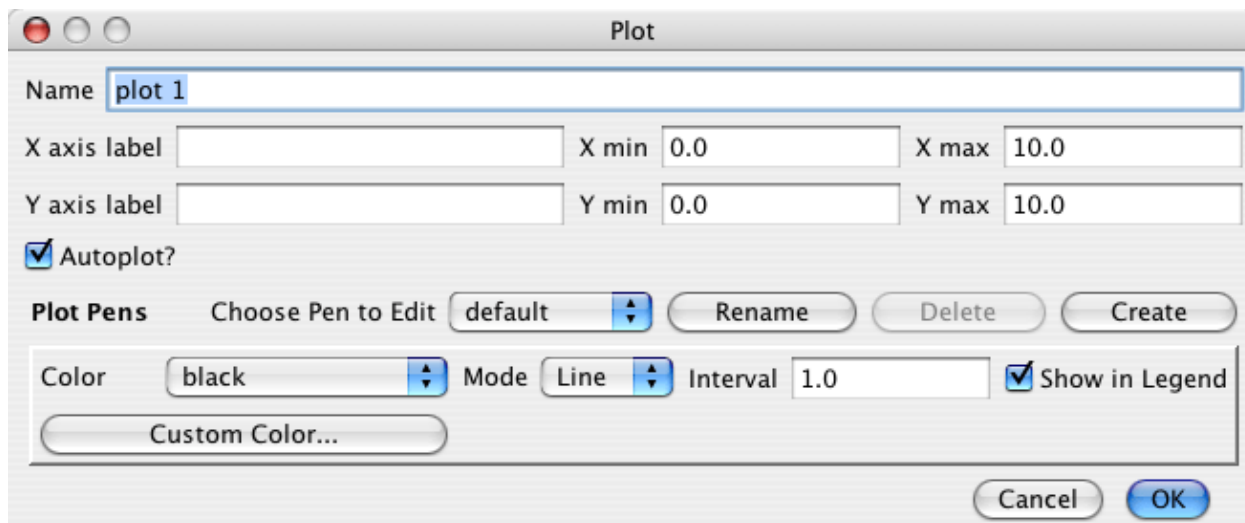 Plot
Name plot 1
X axis label X min 0.0 X max 10.0
Y axis label Y min 0.0 Y max 10.0
Autoplot?
Plot Pens Choose Pen to Edit default Rename Delete Create
Color black Mode Line Interval 1.0 Show in Legend
Custom Color...
Cancel OK